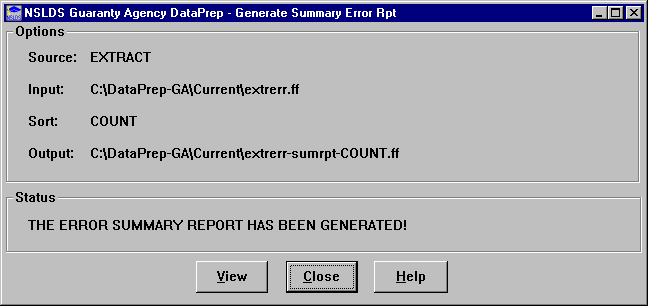 NSLDS Guaranty Agency DataPrep - Generate Summary Error Rpt
Options
Source: EXTRACT
Input: C:\DataPrep-GA\Current\extrerr.ff
Sort: COUNT
Output: C:\DataPrep-GA\Current\extrerr-sumrpt-COUNT.ff
Status
THE ERROR SUMMARY REPORT HAS BEEN GENERATED!
View Close Help